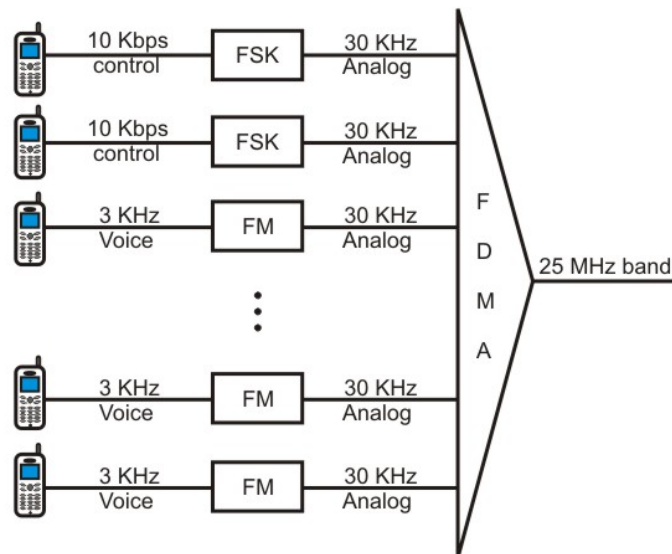 10 Kbps
control
FSK
30 KHz
Analog
10 Kbps
control
FSK
30 KHz
Analog
3 KHz
Voice
FM
30 KHz
Analog
F
D
M
A
25 MHz band
3 KHz
Voice
FM
30 KHz
Analog
3 KHz
Voice
FM
30 KHz
Analog